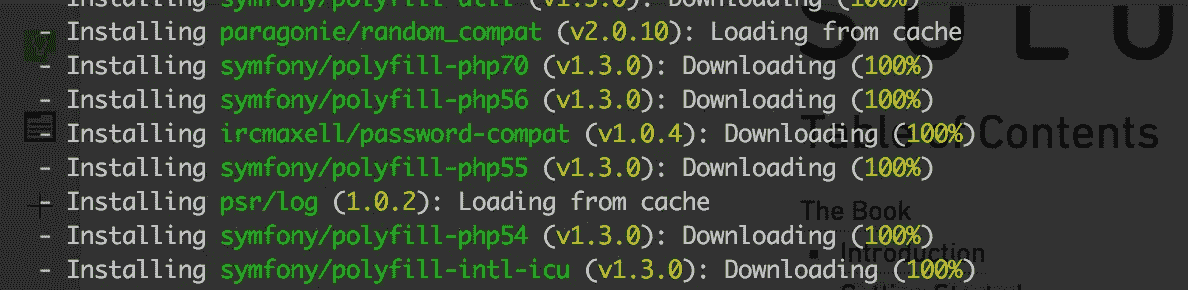 - Installing symfony/polyfill-util (v1.3.0): Downloading (100%)
- Installing paragonie/random_compat (v2.0.10): Loading from cache
- Installing symfony/polyfill-php70 (v1.3.0): Downloading (100%)
- Installing symfony/polyfill-php56 (v1.3.0): Downloading (100%)
- Installing ircmaxell/password-compat (v1.0.4): Downloading (100%)
- Installing symfony/polyfill-php55 (v1.3.0): Downloading (100%)
- Installing psr/log (1.0.2): Loading from cache
- Installing symfony/polyfill-php54 (v1.3.0): Downloading (100%)
- Installing symfony/polyfill-intl-icu (v1.3.0): Downloading (100%)
S U L U
Table of Contents
The Book
• Introduction
Getting Started